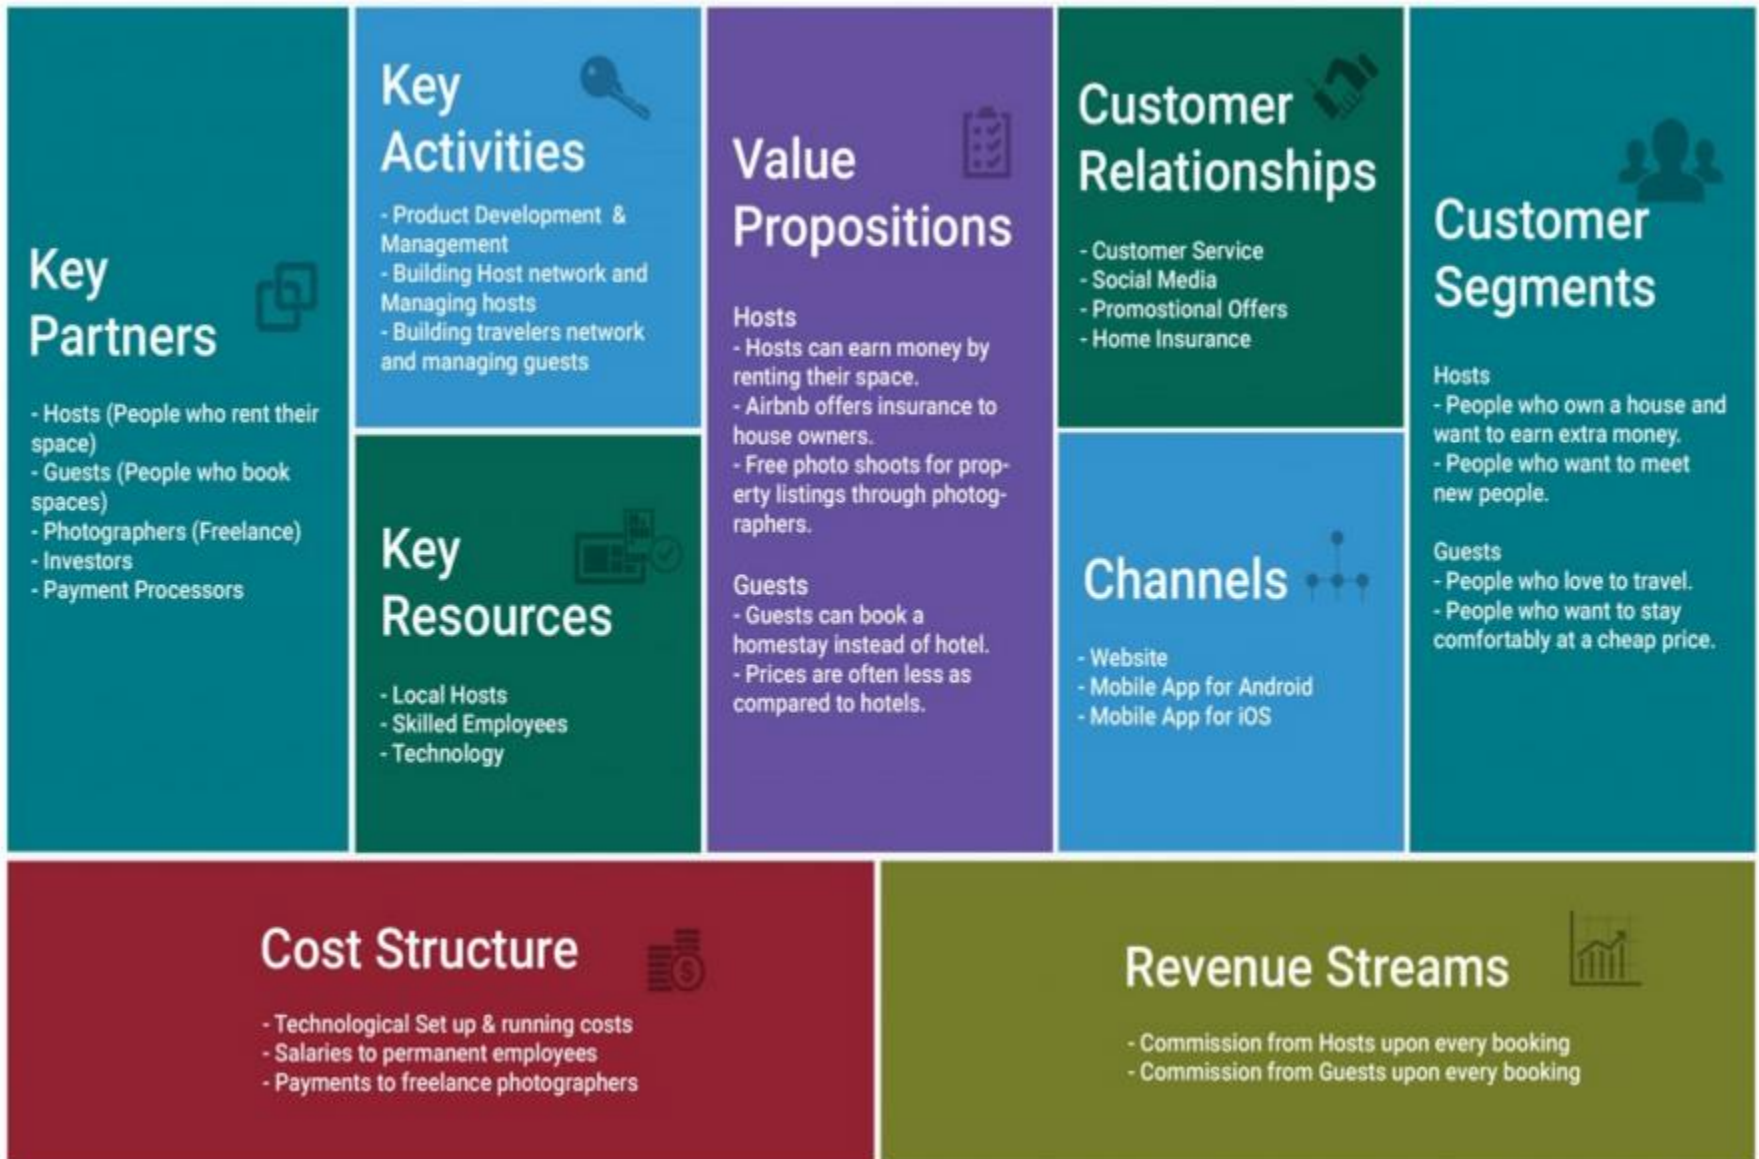 Key
Partners
- Hosts (People who rent their
space)
- Guests (People who book
spaces)
- Photographers (Freelance)
- Investors
- Payment Processors
Key
Activities
- Product Development &
Management
- Building Host network and
Managing hosts
- Building travelers network
and managing guests
Key
Resources
- Local Hosts
- Skilled Employees
- Technology
Value
Propositions
Hosts
- Hosts can earn money by
renting their space.
- Airbnb offers insurance to
house owners.
- Free photo shoots for prop-
erty listings through photog-
raphers.
Guests
- Guests can book a
homestay instead of hotel.
- Prices are often less as
compared to hotels.
Customer
Relationships
- Customer Service
- Social Media
- Promostional Offers
- Home Insurance
Channels
- Website
- Mobile App for Android
- Mobile App for iOS
Customer
Segments
Hosts
- People who own a house and
want to earn extra money.
- People who want to meet
new people.
Guests
- People who love to travel.
- People who want to stay
comfortably at a cheap price.
Cost Structure
$
- Technological Set up & running costs
- Salaries to permanent employees
- Payments to freelance photographers
Revenue Streams
- Commission from Hosts upon every booking
- Commission from Guests upon every booking